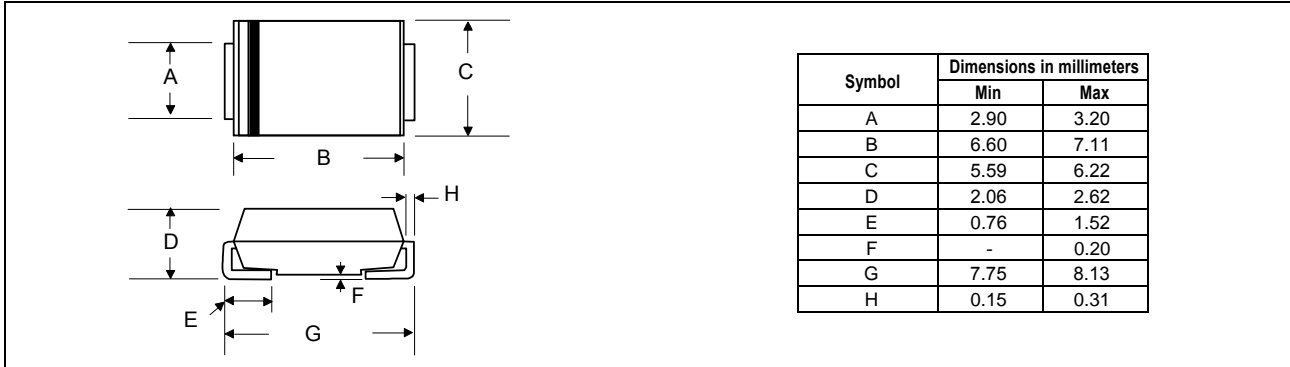 A
C
B
H
D
F
E
G
Symbol Dimensions in millimeters
Min Max
A 2.90 3.20
B 6.60 7.11
C 5.59 6.22
D 2.06 2.62
E 0.76 1.52
F - 0.20
G 7.75 8.13
H 0.15 0.31